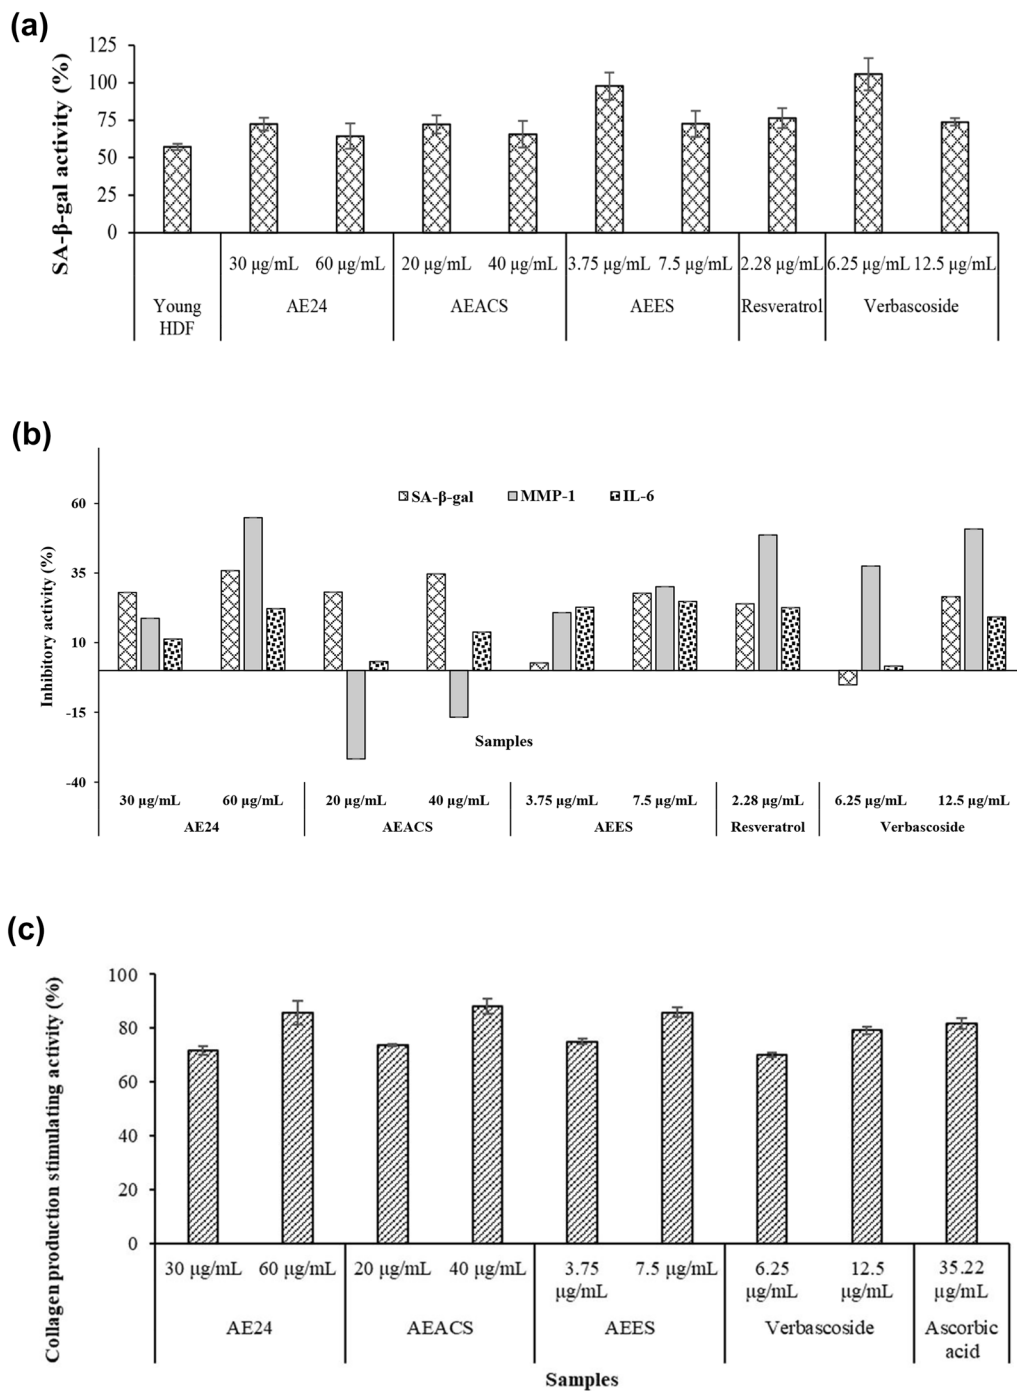 (a)
SA-β-gal activity (%)
125
100
75
50
25
0
30 µg/mL 60 µg/mL 20 µg/mL 40 µg/mL 3.75 µg/mL 7.5 µg/mL 2.28 µg/mL 6.25 µg/mL 12.5 µg/mL
Young AE24 AEACS AEES Resveratrol Verbascoside
HDF
(b)
Inhibitory activity (%)
SA-β-gal MMP-1 IL-6
60
35
10
-15
Samples
-40
30 µg/mL 60 µg/mL 20 µg/mL 40 µg/mL 3.75 µg/mL 7.5 µg/mL 2.28 µg/mL 6.25 µg/mL 12.5 µg/mL
AE24 AEACS AEES Resveratrol Verbascoside
(c)
Collagen production stimulating activity (%)
100
80
60
40
20
0
30 µg/mL 60 µg/mL 20 µg/mL 40 µg/mL 3.75 7.5 µg/mL 6.25 12.5 35.22
µg/mL µg/mL µg/mL µg/mL
AE24 AEACS AEES Verbascoside Ascorbic
acid
Samples